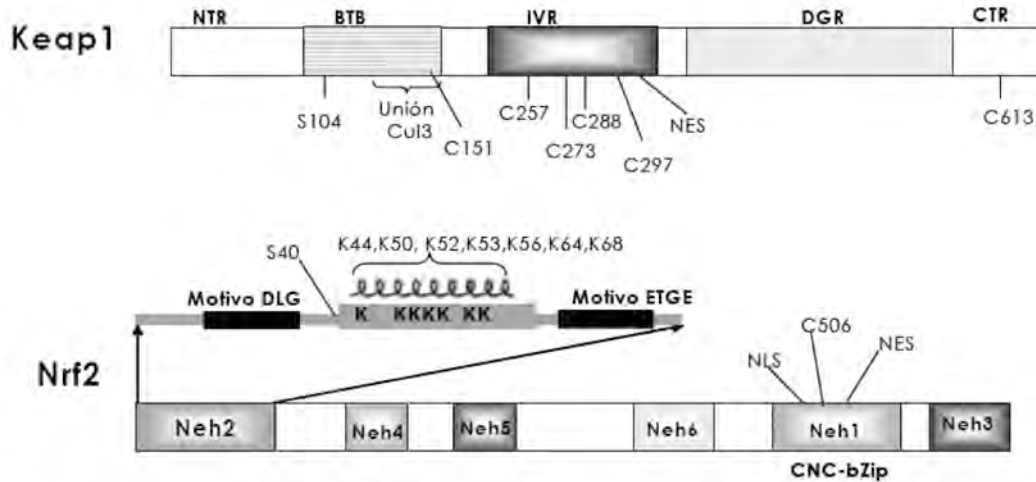 NTR BTB IVR DGR CTR
Keap1
S104
Unión
Cul3
C151
C257
C273
C288
C297
NES
C613
K44,K50, K52,K53,K56,K64,K68
S40
Motivo DLG
K KKKK KK
Motivo ETGE
Nrf2
NLS
C506
NES
Neh2 Neh4 Neh5 Neh6 Neh1 Neh3
CNC-bZip